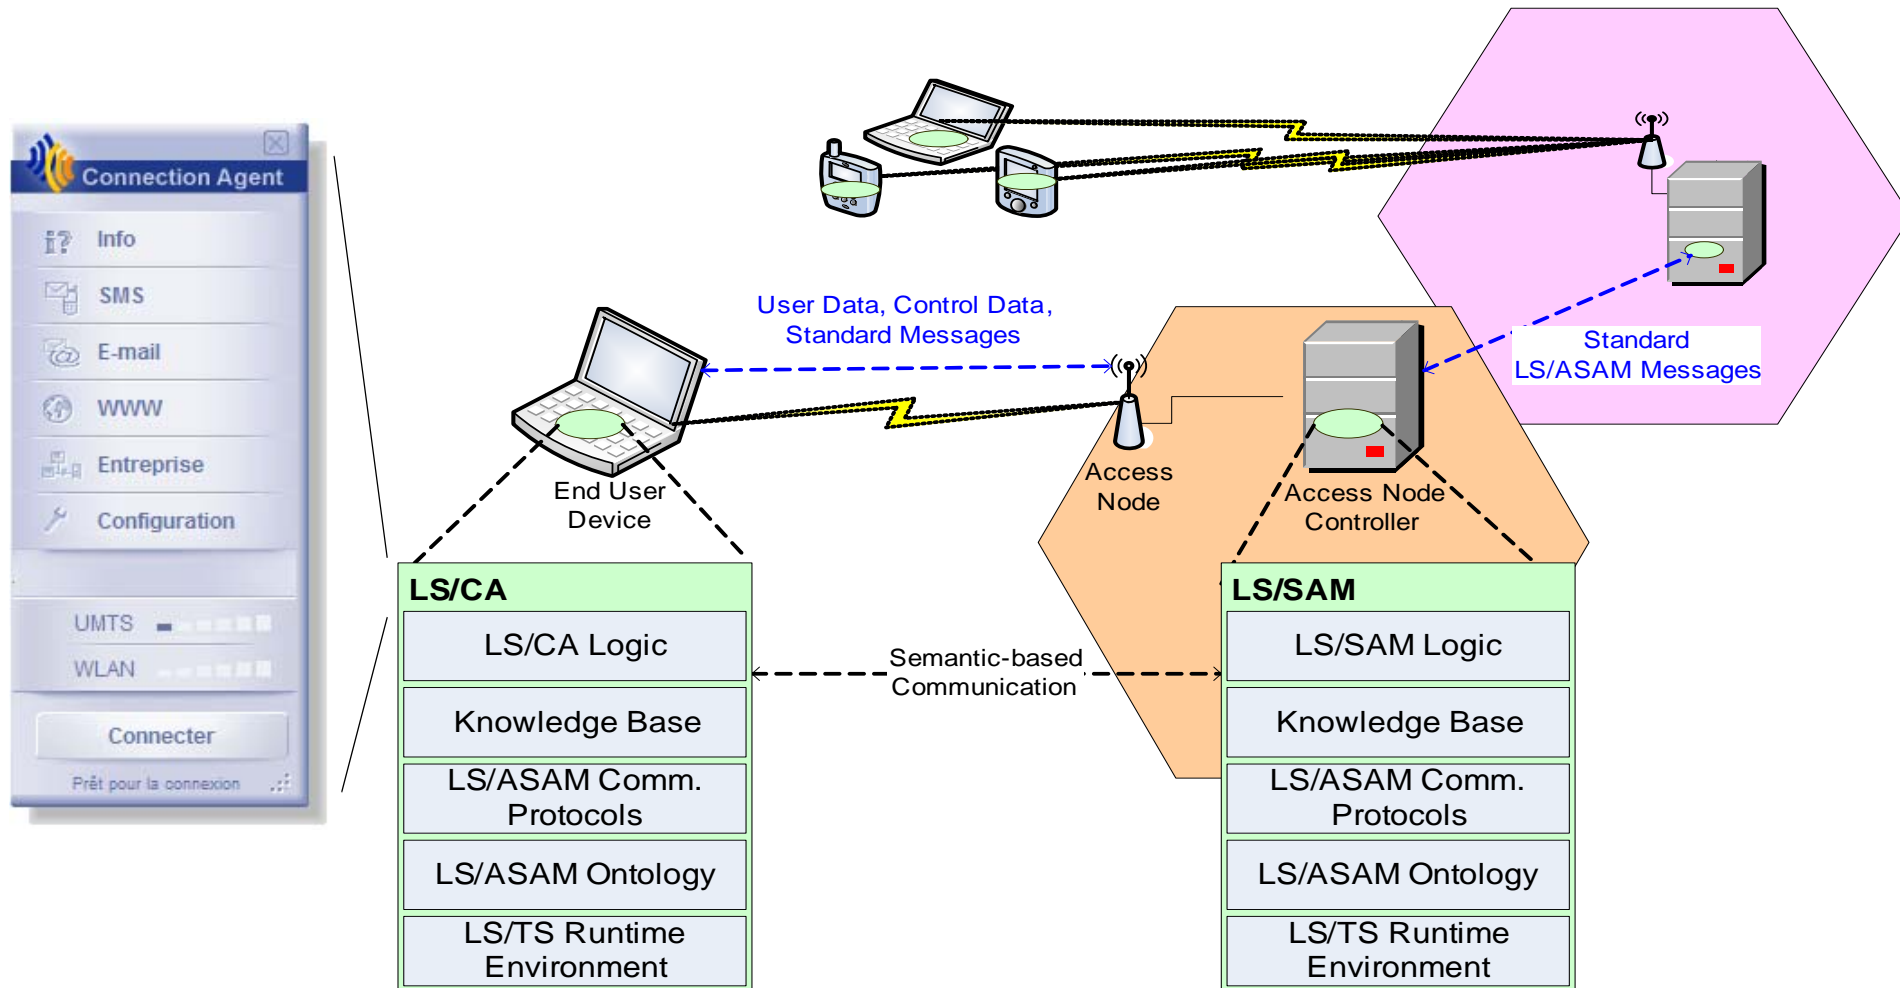 Connection Agent
Info
SMS
E-mail
WWW
Entreprise
Configuration
UMTS
WLAN
Connecter
Prêt pour la connexion
User Data, Control Data,
Standard Messages
Standard
LS/ASAM Messages
End User
Device
Access
Node
Access Node
Controller
LS/CA
LS/CA Logic
Knowledge Base
LS/ASAM Comm.
Protocols
LS/ASAM Ontology
LS/TS Runtime
Environment
Semantic-based
Communication
LS/SAM
LS/SAM Logic
Knowledge Base
LS/ASAM Comm.
Protocols
LS/ASAM Ontology
LS/TS Runtime
Environment